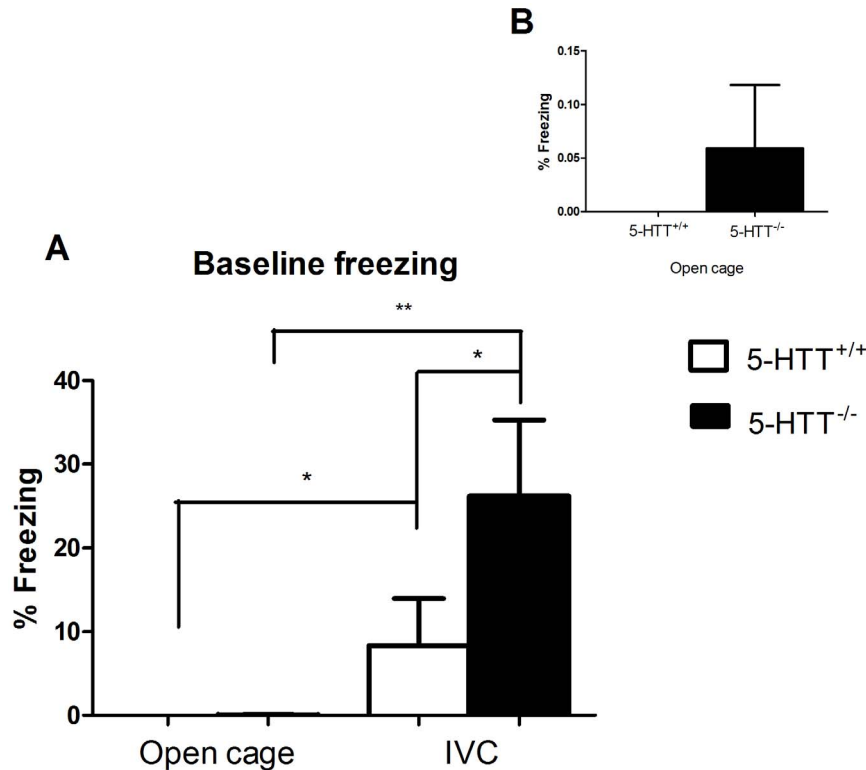 B
0.15
0.10
0.05
0.00
% Freezing
5-HTT+/+ 5-HTT-/-
Open cage
A
Baseline freezing
**
*
*
40
30
20
10
0
% Freezing
Open cage IVC
5-HTT+/+
5-HTT-/-